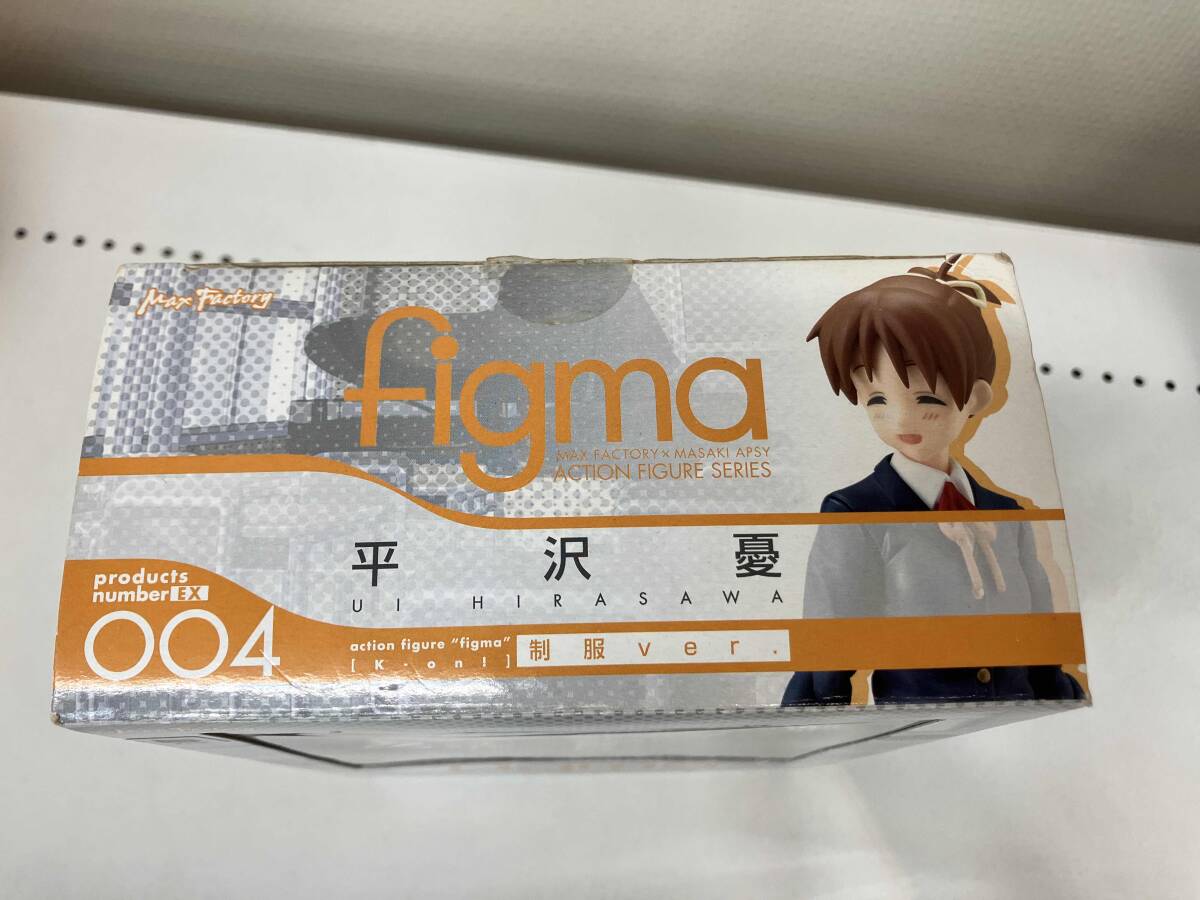 Max Factory
figma
MAX FACTORY × MASAKI APSY
ACTION FIGURE SERIES
平沢憂
UI HIRASAWA
products
number EX
004
action figure "figma"
[K-on!]
制服ver.